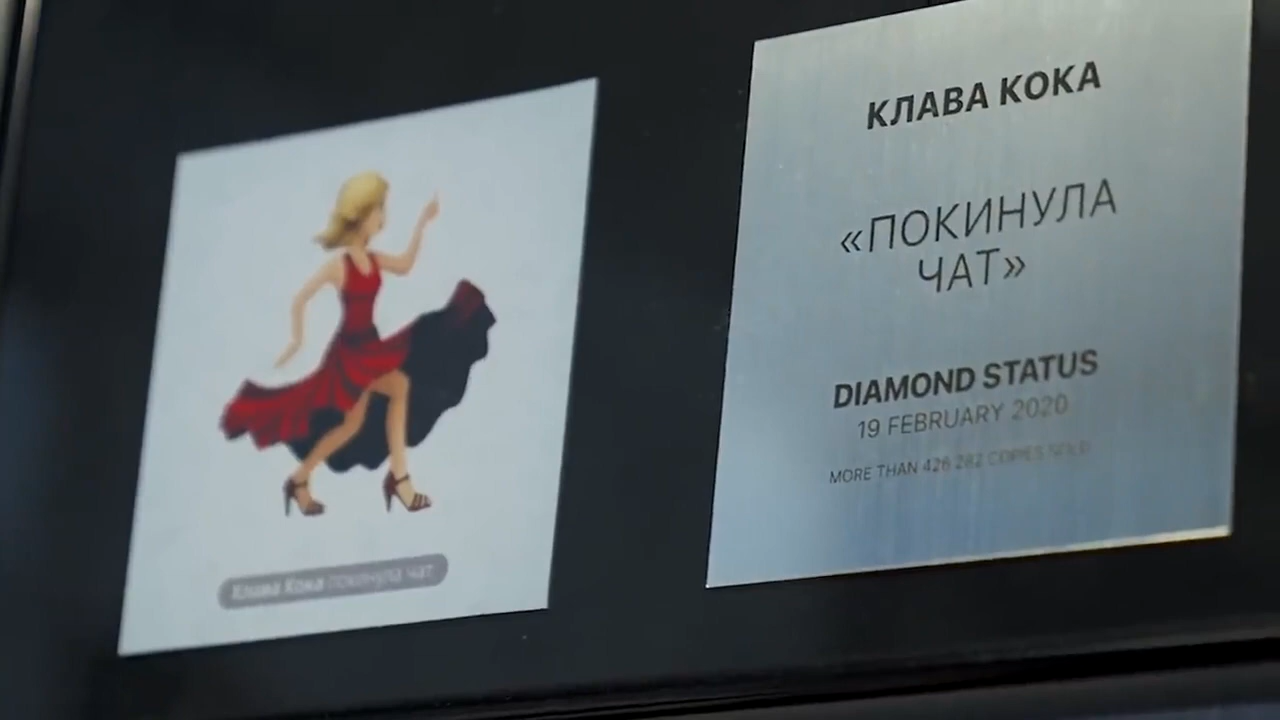 Клава Кока покинула чат
КЛАВА КОКА
«ПОКИНУЛА
ЧАТ»
DIAMOND STATUS
19 FEBRUARY 2020
MORE THAN 426 282 COPIES SOLD